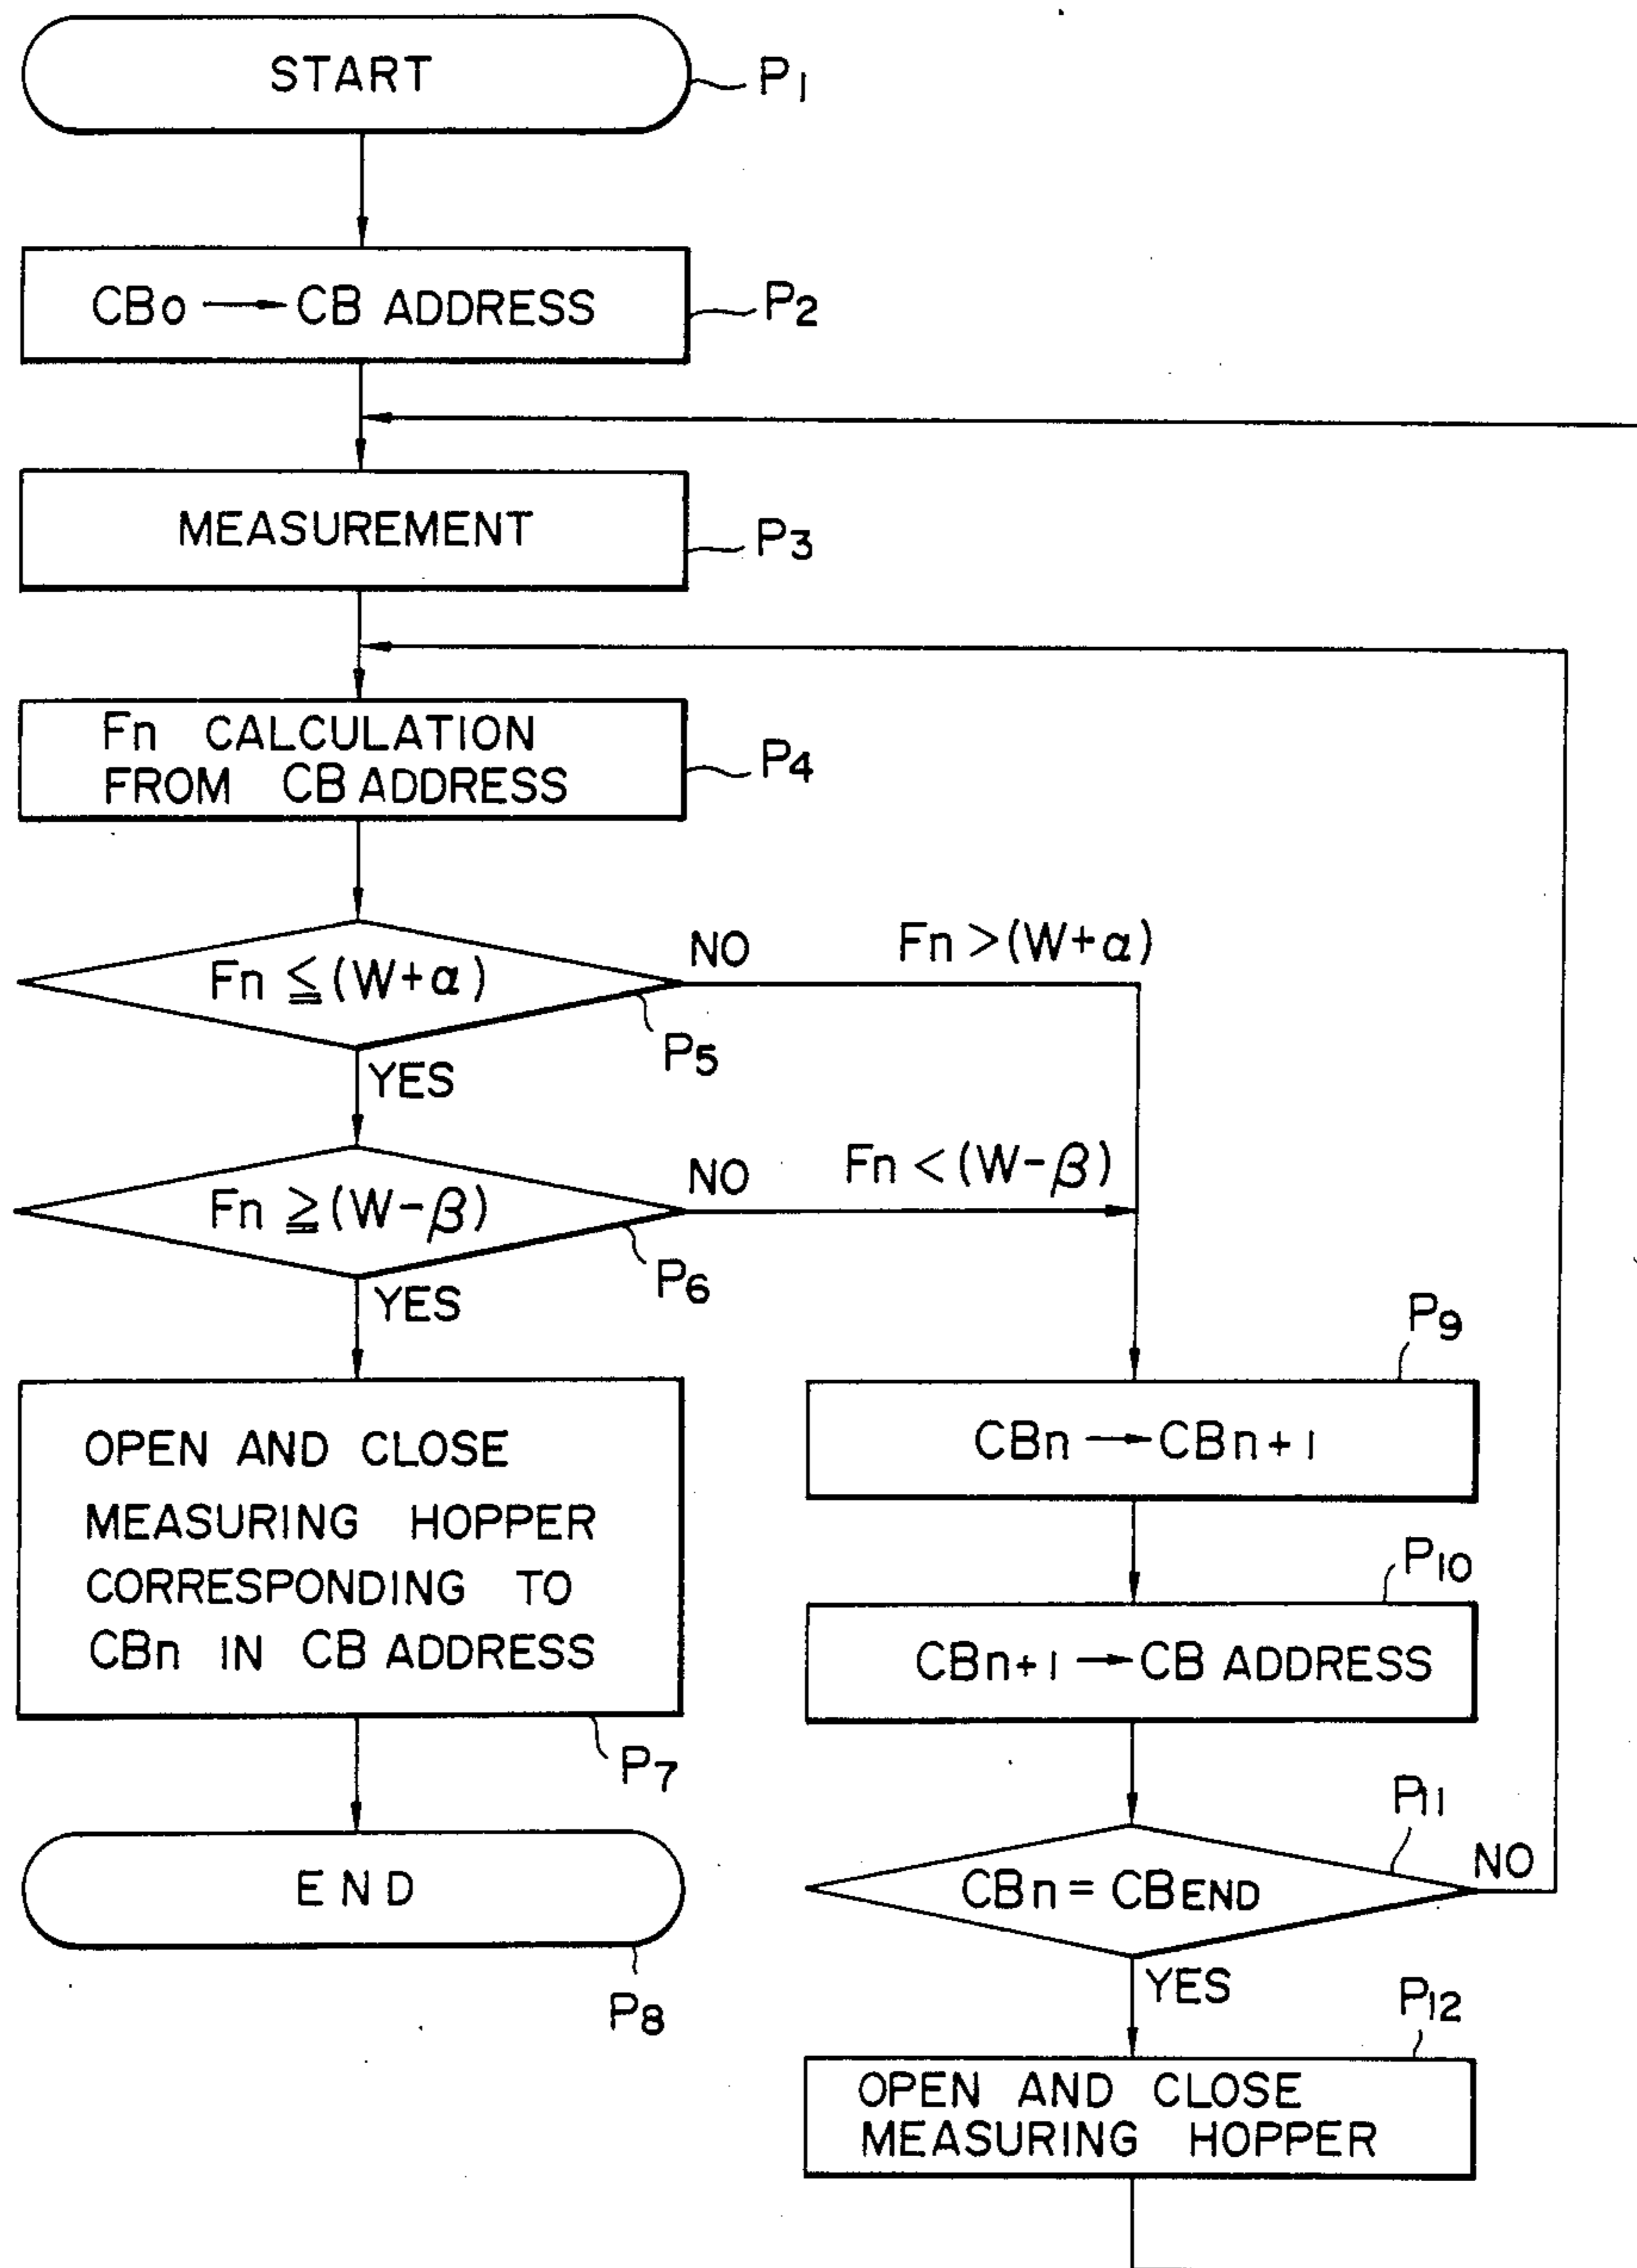 START
P1
CBo → CB ADDRESS
P2
MEASUREMENT
P3
Fn CALCULATION
FROM CB ADDRESS
P4
Fn ≦ (W+α)
NO
Fn > (W+α)
P5
YES
Fn ≧ (W-β)
NO
Fn < (W-β)
P6
YES
OPEN AND CLOSE
MEASURING HOPPER
CORRESPONDING TO
CBn IN CB ADDRESS
P7
END
P8
P9
CBn → CBn+1
P10
CBn+1 → CB ADDRESS
P11
CBn = CBEND
NO
YES
P12
OPEN AND CLOSE
MEASURING HOPPER